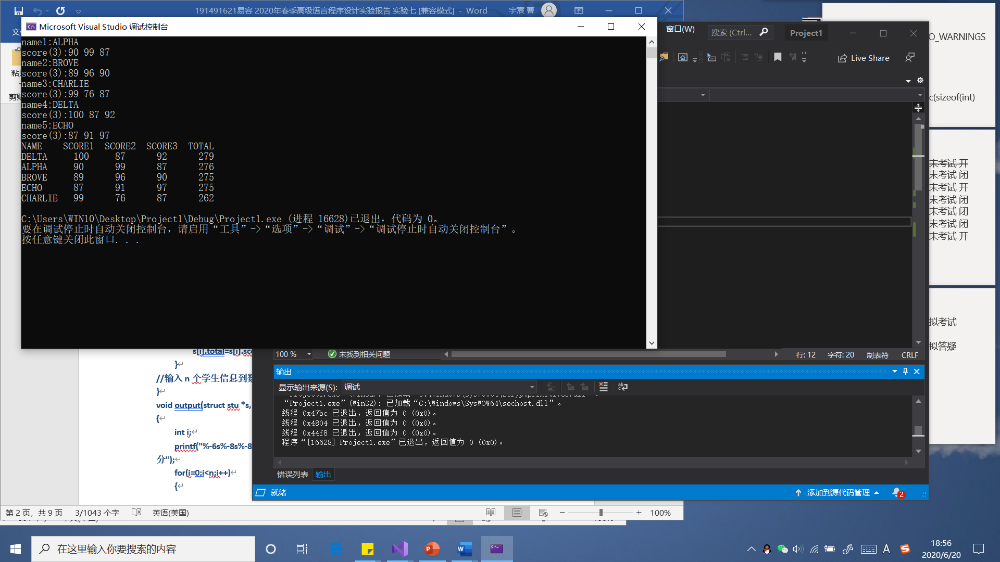 191491621易容 2020年春季高级语言程序设计实验报告 实验七 [兼容模式] - Word
宇宸 曹
Microsoft Visual Studio 调试控制台
name1:ALPHA
score(3):90 99 87
name2:BROVE
score(3):89 96 90
name3:CHARLIE
score(3):99 76 87
name4:DELTA
score(3):100 87 92
name5:ECHO
score(3):87 91 97
NAME SCORE1 SCORE2 SCORE3 TOTAL
DELTA 100 87 92 279
ALPHA 90 99 87 276
BROVE 89 96 90 275
ECHO 87 91 97 275
CHARLIE 99 76 87 262
C:\Users\WIN10\Desktop\Project1\Debug\Project1.exe (进程 16628)已退出，代码为 0。
要在调试停止时自动关闭控制台，请启用“工具”->“选项”->“调试”->“调试停止时自动关闭控制台”。
按任意键关闭此窗口. . .
窗口(W)
搜索 (Ctrl...
Project1
Live Share
O_WARNINGS
c(sizeof(int)
末考试 开
末考试 闭
末考试 开
末考试 闭
末考试 闭
末考试 闭
末考试 开
拟考试
拟答疑
s[i].total=s[i].sc
}
//输入 n 个学生信息到数
}
void output(struct stu *s,
{
int i;
printf("%-6s%-8s%-8
分");
for(i=0;i<n;i++)
{
100 %
未找到相关问题
行: 12
字符: 20
制表符
CRLF
输出
显示输出来源(S):
调试
“Project1.exe”(Win32): 已加载“C:\Windows\SysWOW64\sechost.dll”。
线程 0x47bc 已退出，返回值为 0 (0x0)。
线程 0x4804 已退出，返回值为 0 (0x0)。
线程 0x44f8 已退出，返回值为 0 (0x0)。
程序“[16628] Project1.exe”已退出，返回值为 0 (0x0)。
错误列表
输出
就绪
添加到源代码管理
2
第 2 页，共 9 页
3/1043 个字
英语(美国)
100%
在这里输入你要搜索的内容
18:56
2020/6/20